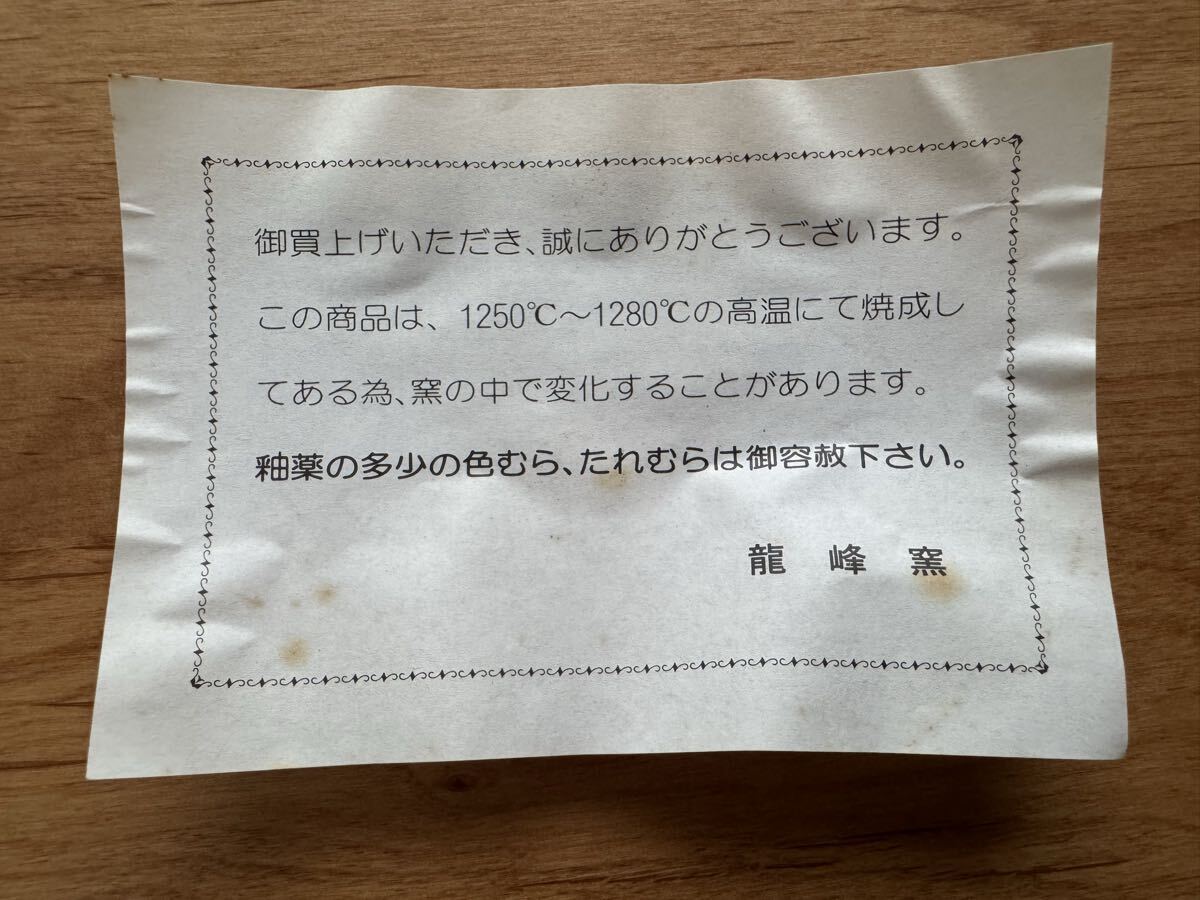 御買上げいただき、誠にありがとうございます。
この商品は、1250℃〜1280℃の高温にて焼成し
てある為、窯の中で変化することがあります。
釉薬の多少の色むら、たれむらは御容赦下さい。
龍峰窯